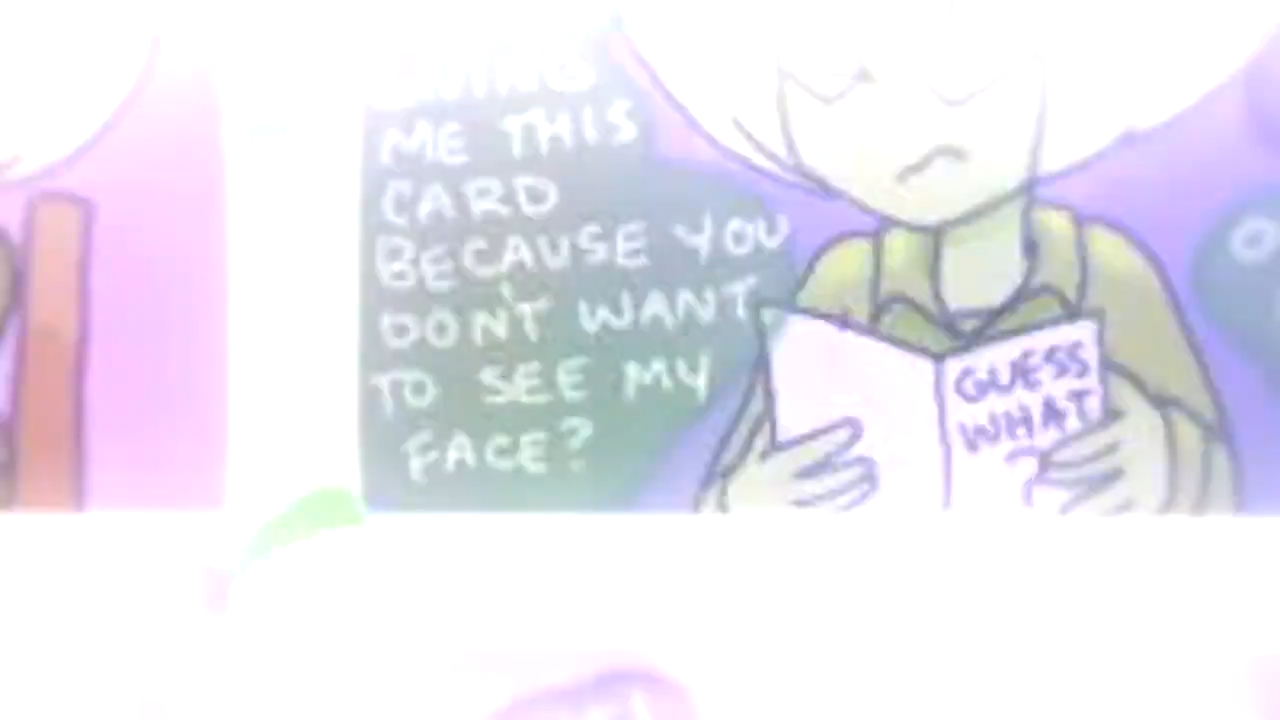 ME THIS
CARD
BECAUSE YOU
DON'T WANT
TO SEE MY
FACE?
GUESS
WHAT